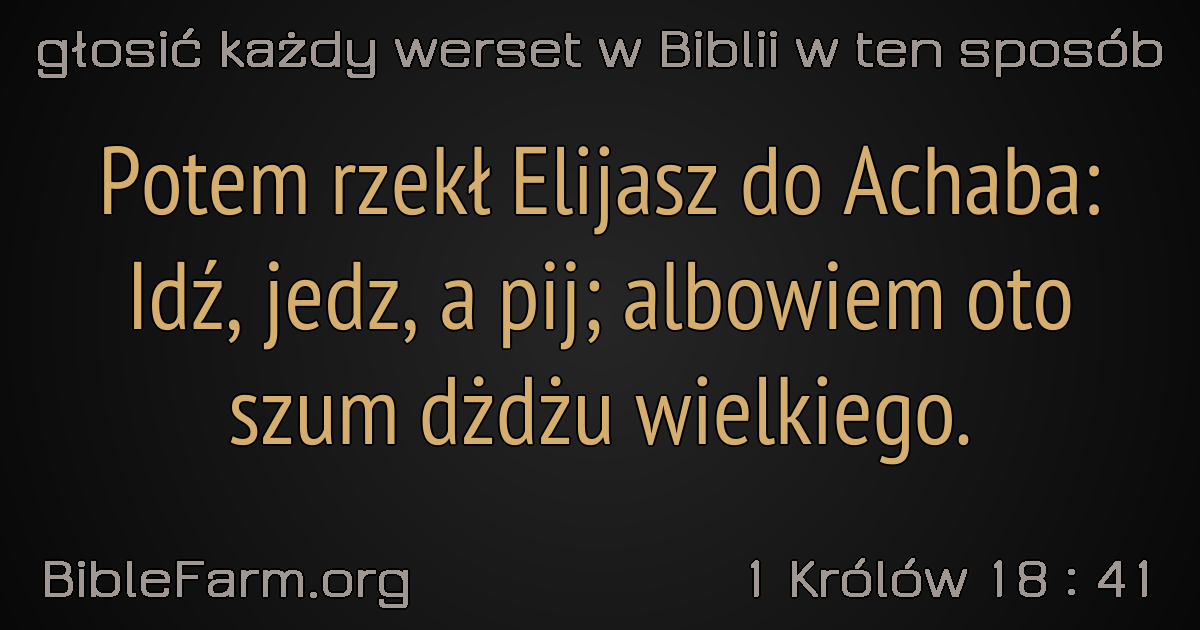 głosić każdy werset w Biblii w ten sposób
Potem rzekł Elijasz do Achaba:
Idź, jedz, a pij; albowiem oto
szum dżdżu wielkiego.
BibleFarm.org
1 Królów 18 : 41